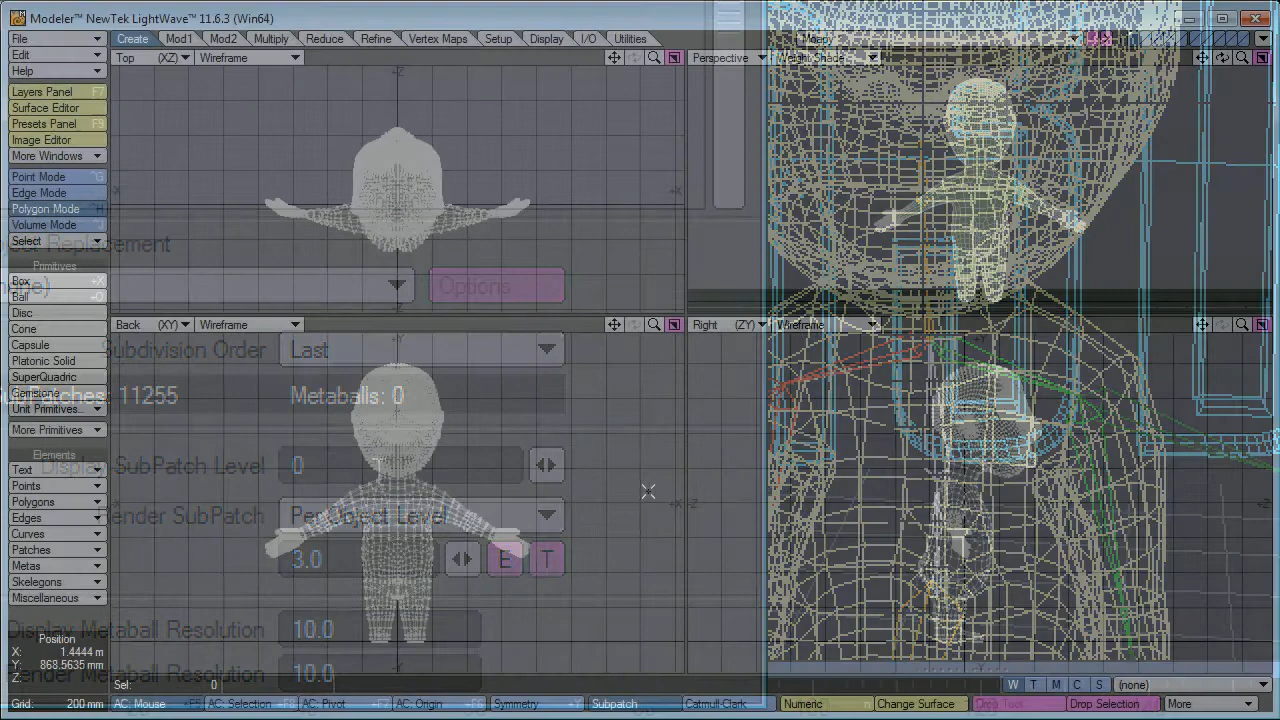 Modeler™ NewTek LightWave™ 11.6.3 (Win64)
File Create Mod1 Mod2 Multiply Reduce Refine Vertex Maps Setup Display I/O Utilities
Edit Top (XZ) Wireframe Perspective Weight Shade
Help
Layers Panel F7
Surface Editor
Presets Panel
Image Editor
More Windows
Point Mode ^G
Edge Mode
Polygon Mode ^H
Volume Mode ^J
Select
Replacement
Primitives
Box +X
Ball
Options
Disc
Cone Back (XY) Wireframe Right (ZY) Wireframe
Capsule Subdivision Order Last
Platonic Solid
SuperQuadric
Gemstone
Patches: 11255 Metaballs: 0
Unit Primitives...
More Primitives
Elements
Text Display SubPatch Level 0
Points
Polygons
Edges Render SubPatch Per Object Level
Curves
Patches
Metas 3.0 E T
Skelegons
Miscellaneous
Display Metaball Resolution 10.0
Position
X: 1.4444 m
Y: 868.5635 mm
Z:
Render Metaball Resolution 10.0
Sel: 0 W T M C S (none)
Grid: 200 mm AC: Mouse +F5 AC: Selection AC: Pivot AC: Origin Symmetry +Y Subpatch Catmull-Clark Numeric n Change Surface Drop Selection More